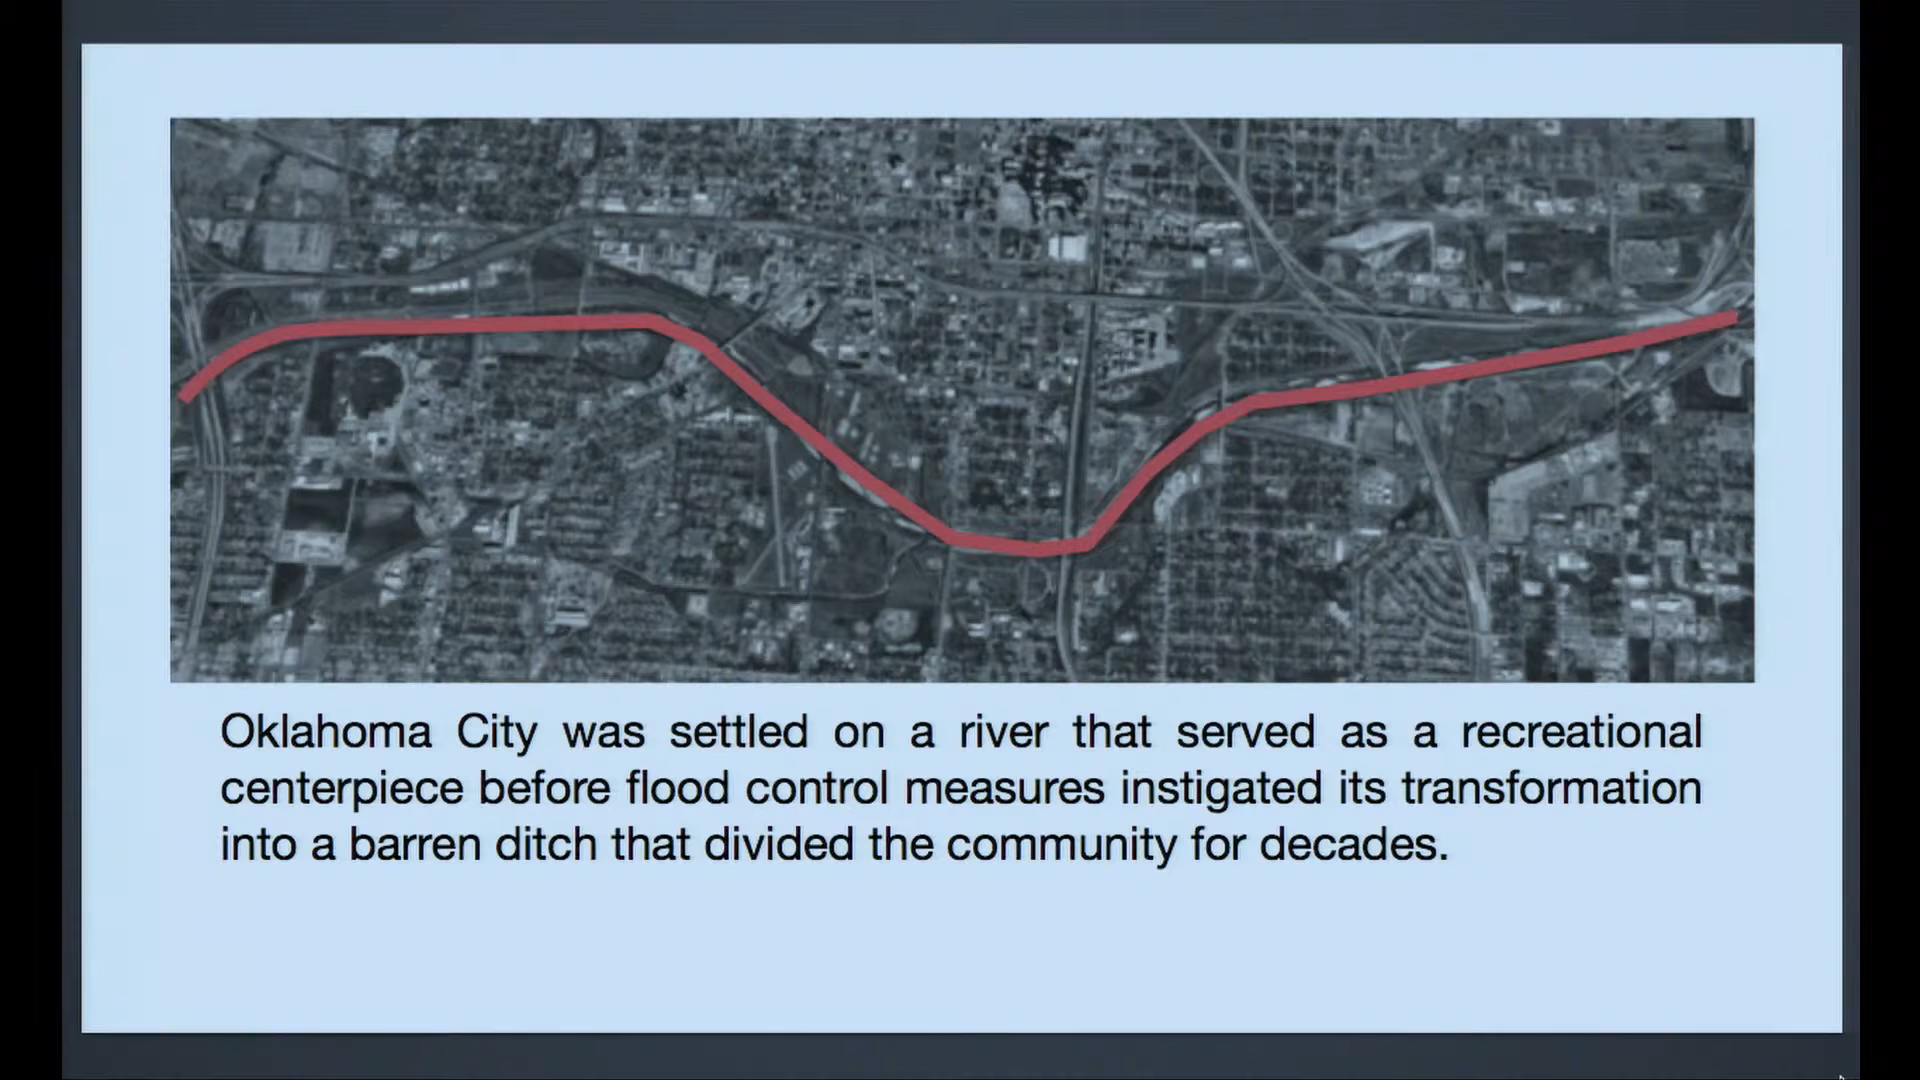 Oklahoma City was settled on a river that served as a recreational
centerpiece before flood control measures instigated its transformation
into a barren ditch that divided the community for decades.